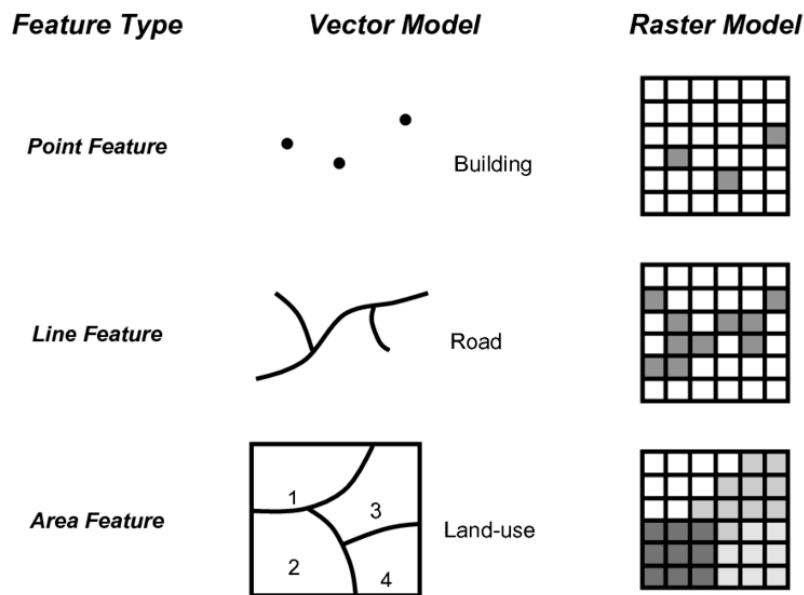 Feature Type Vector Model Raster Model
Point Feature
Building
Line Feature
Road
1
3
Area Feature
Land-use
2
4